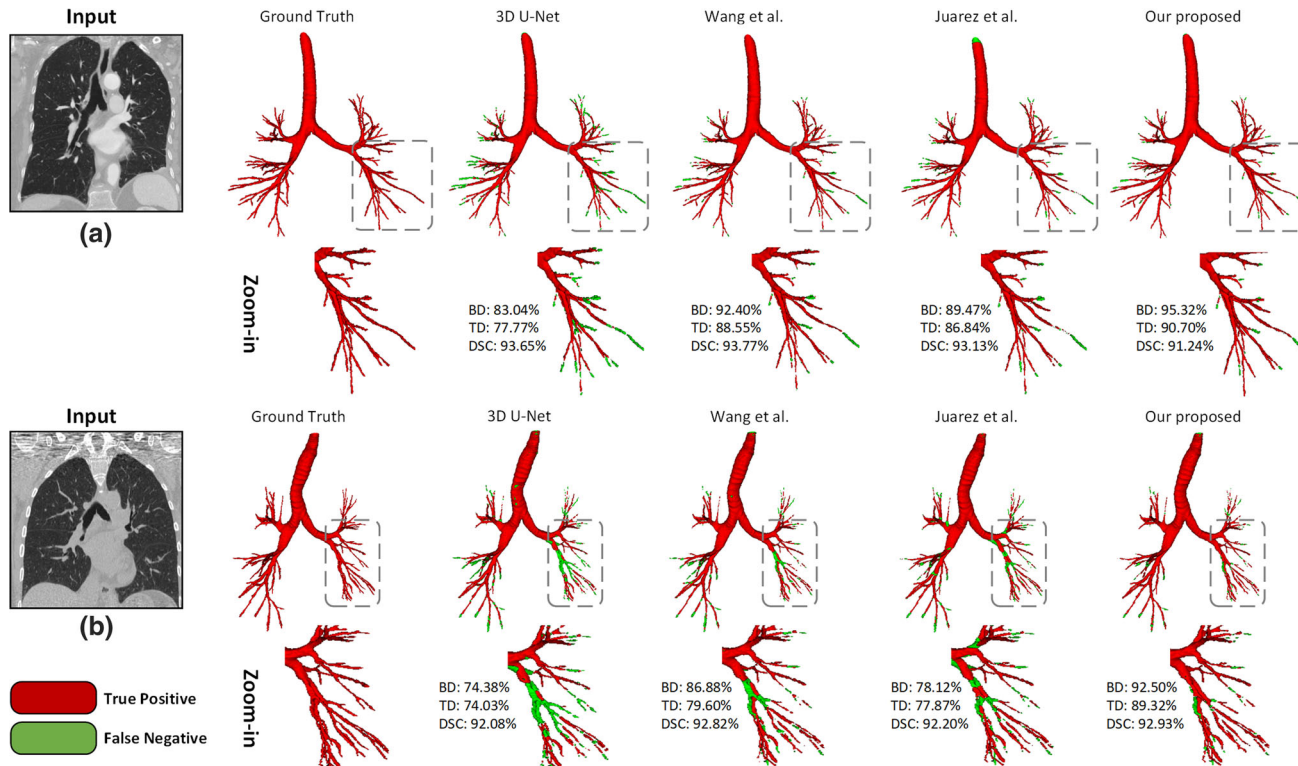 Input
Ground Truth
3D U-Net
Wang et al.
Juarez et al.
Our proposed
(a)
Zoom-in
BD: 83.04%
TD: 77.77%
DSC: 93.65%
BD: 92.40%
TD: 88.55%
DSC: 93.77%
BD: 89.47%
TD: 86.84%
DSC: 93.13%
BD: 95.32%
TD: 90.70%
DSC: 91.24%
Input
Ground Truth
3D U-Net
Wang et al.
Juarez et al.
Our proposed
(b)
Zoom-in
BD: 74.38%
TD: 74.03%
DSC: 92.08%
BD: 86.88%
TD: 79.60%
DSC: 92.82%
BD: 78.12%
TD: 77.87%
DSC: 92.20%
BD: 92.50%
TD: 89.32%
DSC: 92.93%
True Positive
False Negative